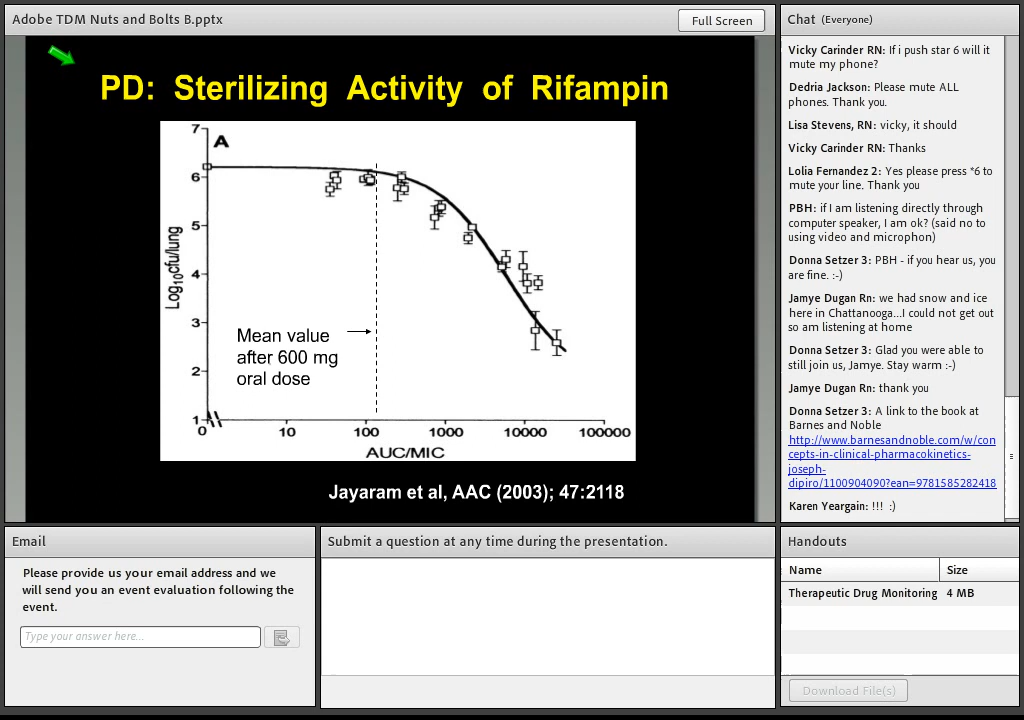 Adobe TDM Nuts and Bolts B.pptx
Full Screen
PD: Sterilizing Activity of Rifampin
A
7
6
5
4
3
2
1
Log10cfu/lung
Mean value
after 600 mg
oral dose
0 10 100 1000 10000 100000
AUC/MIC
Jayaram et al, AAC (2003); 47:2118
Chat (Everyone)
Vicky Carinder RN: If i push star 6 will it
mute my phone?
Dedria Jackson: Please mute ALL
phones. Thank you.
Lisa Stevens, RN: vicky, it should
Vicky Carinder RN: Thanks
Lolia Fernandez 2: Yes please press *6 to
mute your line. Thank you
PBH: if I am listening directly through
computer speaker, I am ok? (said no to
using video and microphon)
Donna Setzer 3: PBH - if you hear us, you
are fine. :-)
Jamye Dugan Rn: we had snow and ice
here in Chattanooga...I could not get out
so am listening at home
Donna Setzer 3: Glad you were able to
still join us, Jamye. Stay warm :-)
Jamye Dugan Rn: thank you
Donna Setzer 3: A link to the book at
Barnes and Noble
http://www.barnesandnoble.com/w/con
cepts-in-clinical-pharmacokinetics-
joseph-
dipiro/1100904090?ean=9781585282418
Karen Yeargain: !!! :)
Email
Please provide us your email address and we
will send you an event evaluation following the
event.
Type your answer here...
Submit a question at any time during the presentation.
Handouts
Name Size
Therapeutic Drug Monitoring 4 MB
Download File(s)